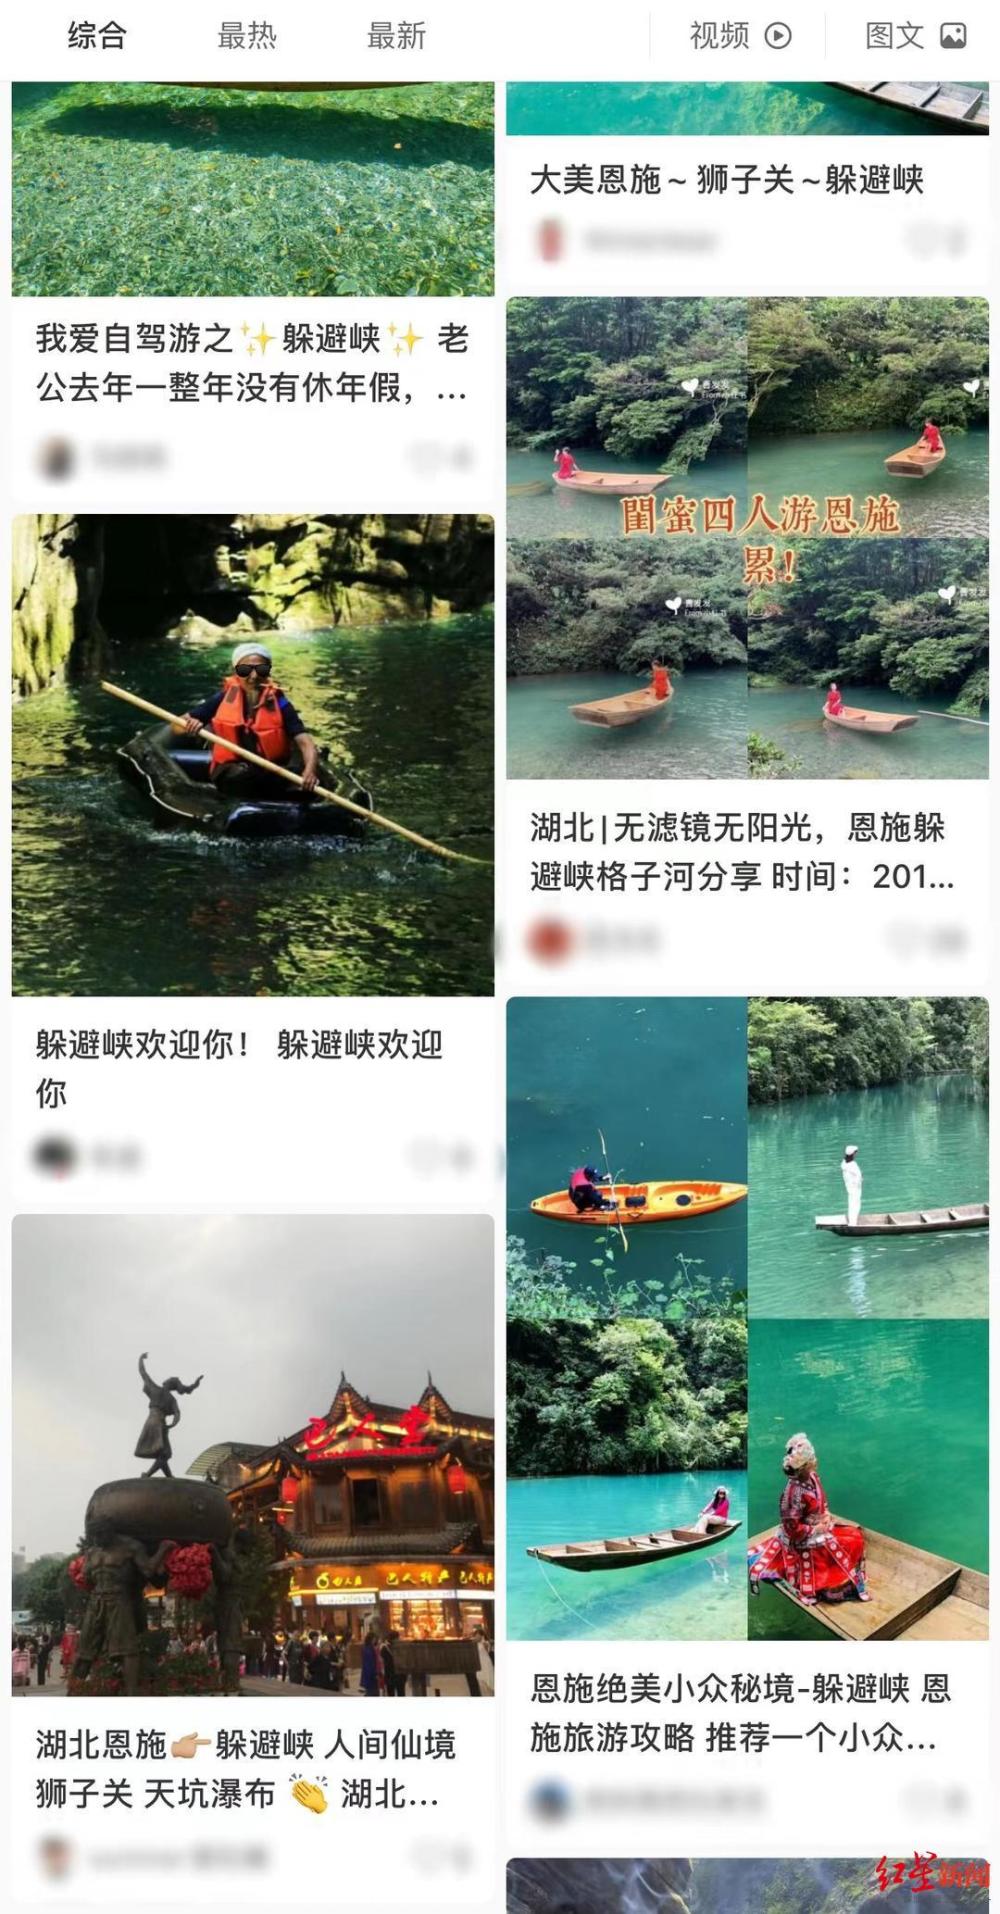 综合
最热
最新
视频
图文
我爱自驾游之✨躲避峡✨ 老
公去年一整年没有休年假，...
躲避峡欢迎你！ 躲避峡欢迎
你
巴人堂
巴人特产
湖北恩施👉🏼躲避峡 人间仙境
狮子关 天坑瀑布 👏 湖北...
大美恩施～狮子关～躲避峡
闺蜜四人游恩施
累！
湖北|无滤镜无阳光，恩施躲
避峡格子河分享 时间：201...
恩施绝美小众秘境-躲避峡 恩
施旅游攻略 推荐一个小众...
红星新闻